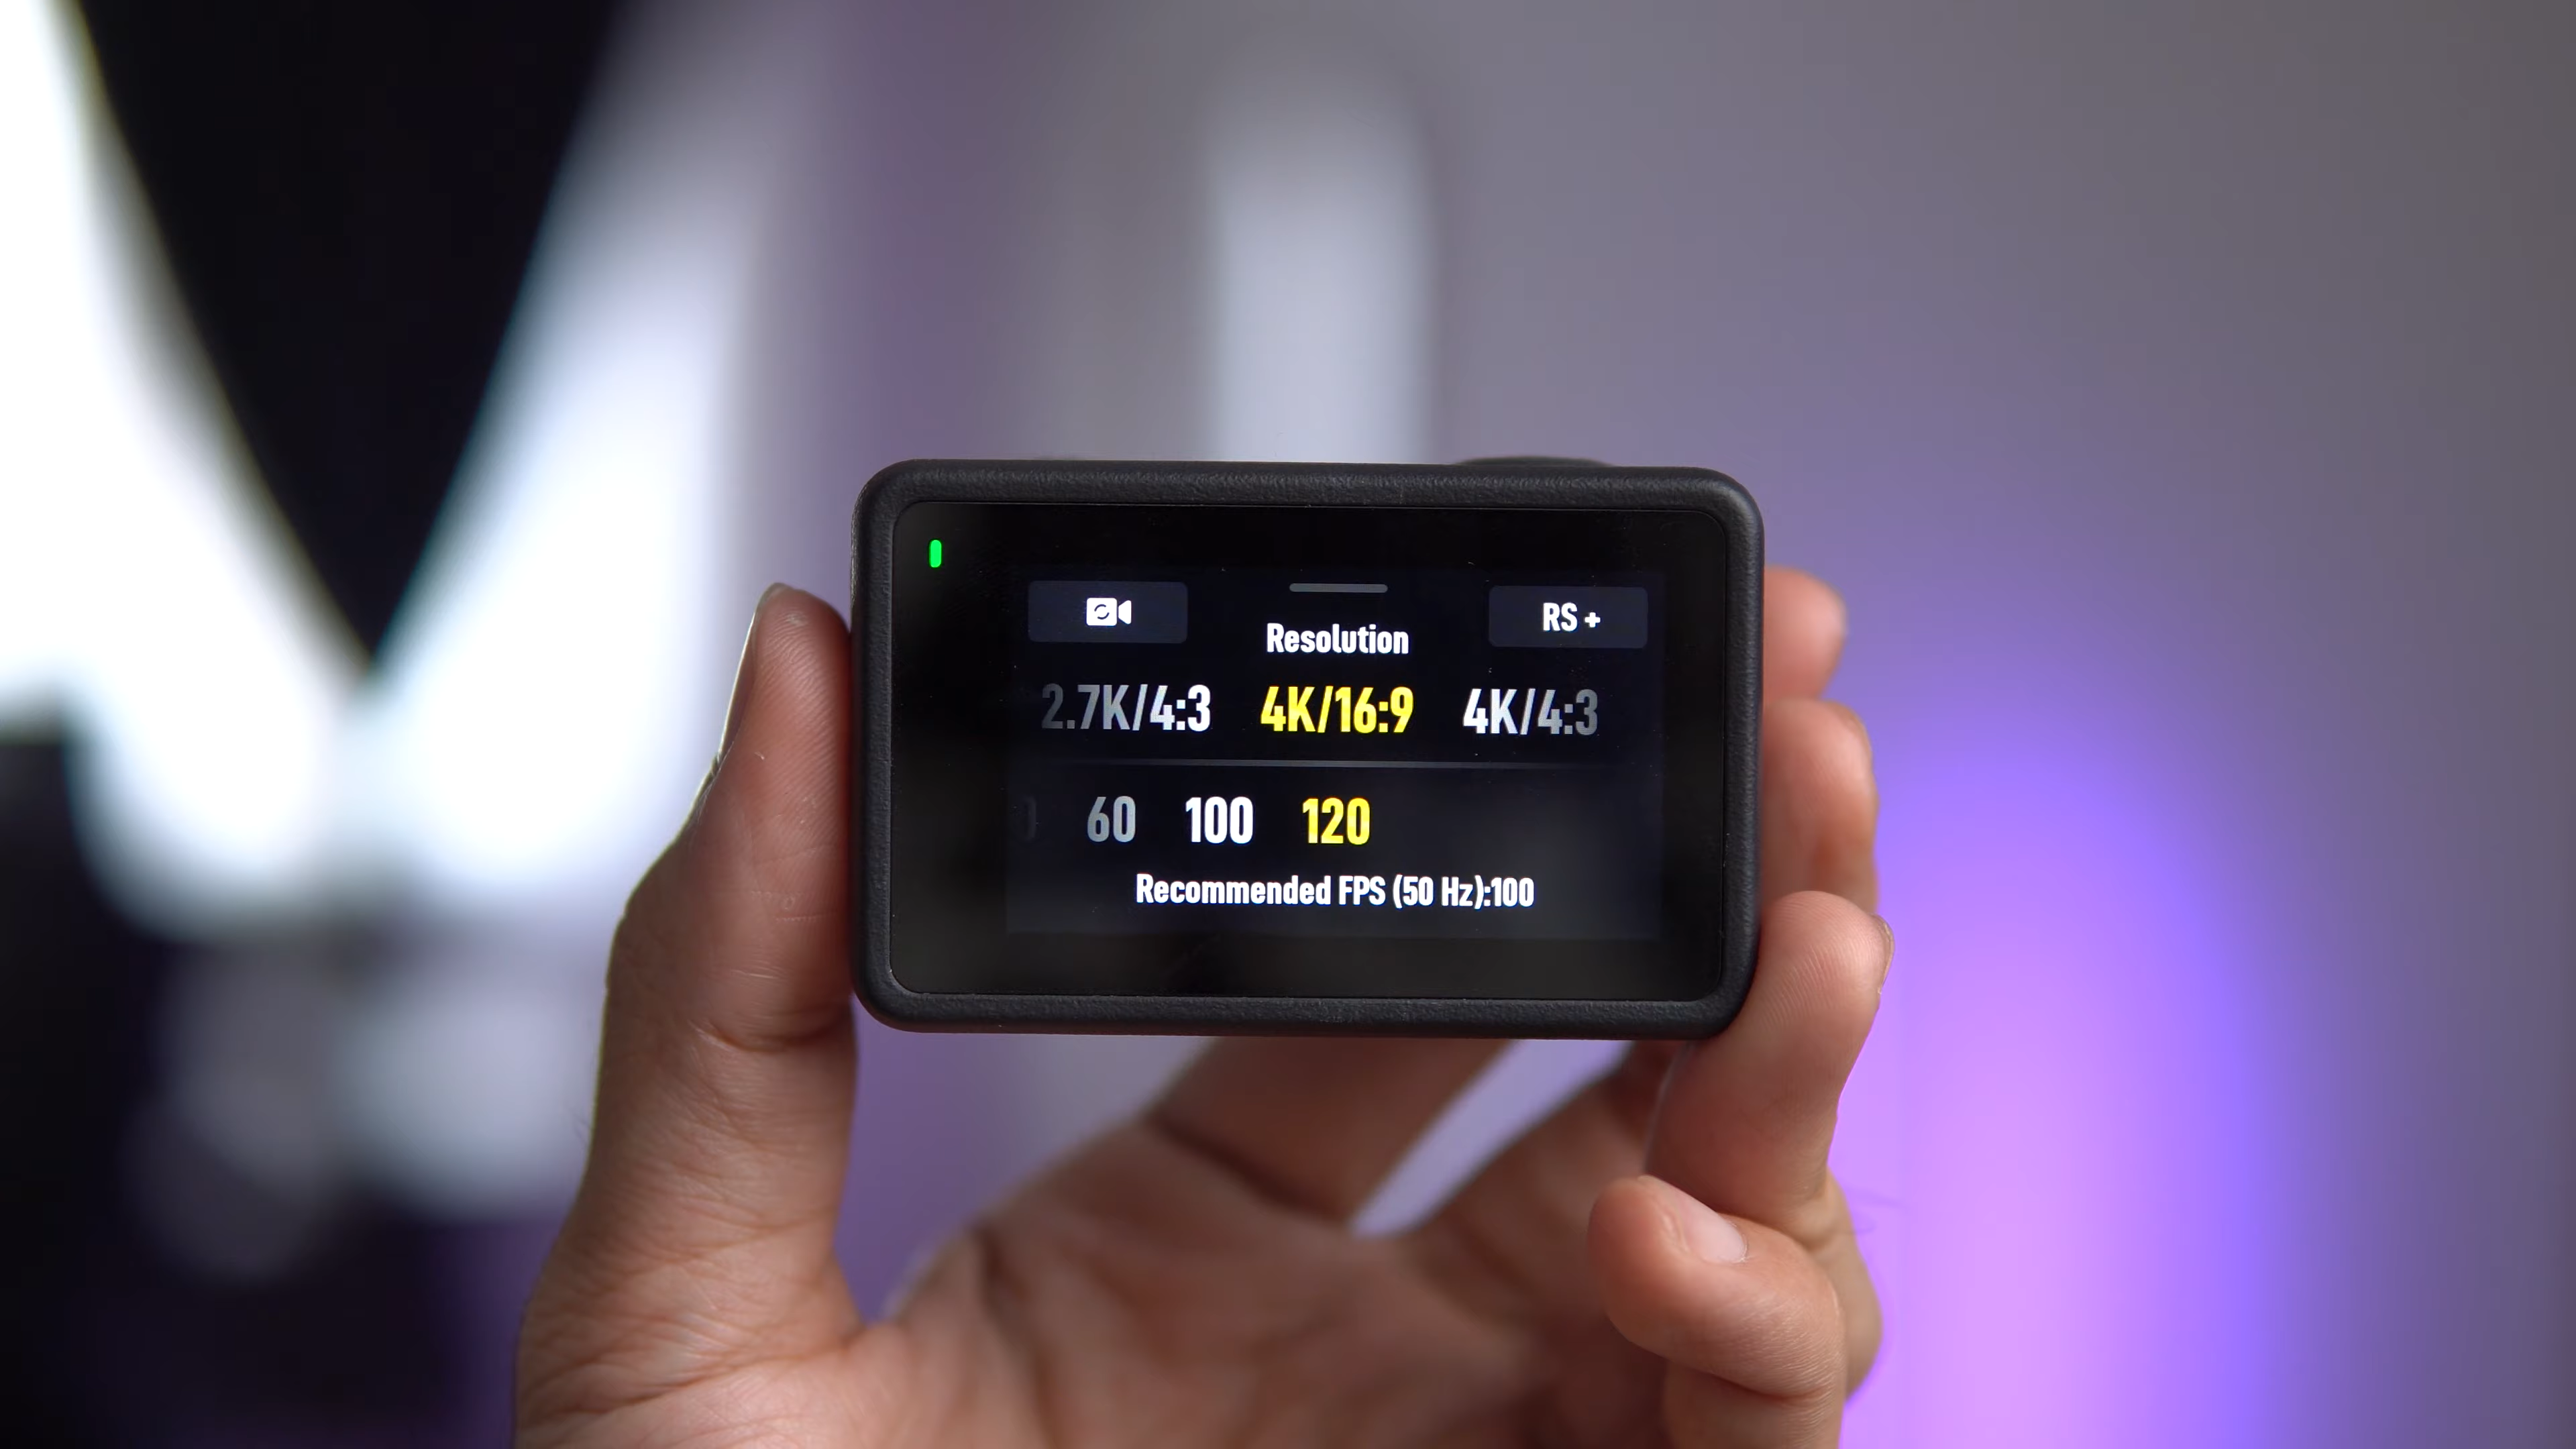 RS +
Resolution
2.7K/4:3 4K/16:9 4K/4:3
60 100 120
Recommended FPS (50 Hz):100